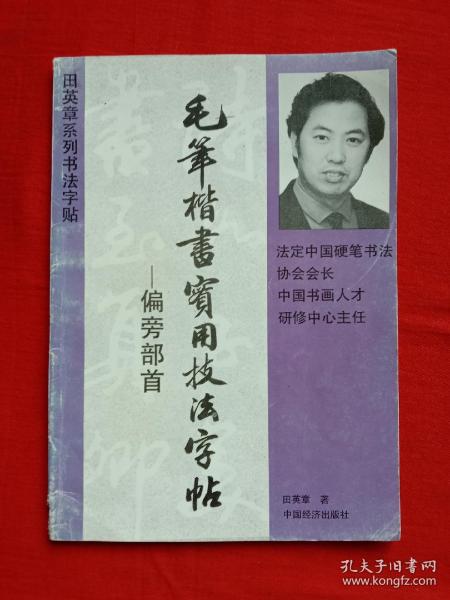 田英章系列书法字贴
毛笔楷書實用技法字帖
—偏旁部首
法定中国硬笔书法
协会会长
中国书画人才
研修中心主任
田英章 著
中国经济出版社
孔夫子旧书网
www.kongfz.com